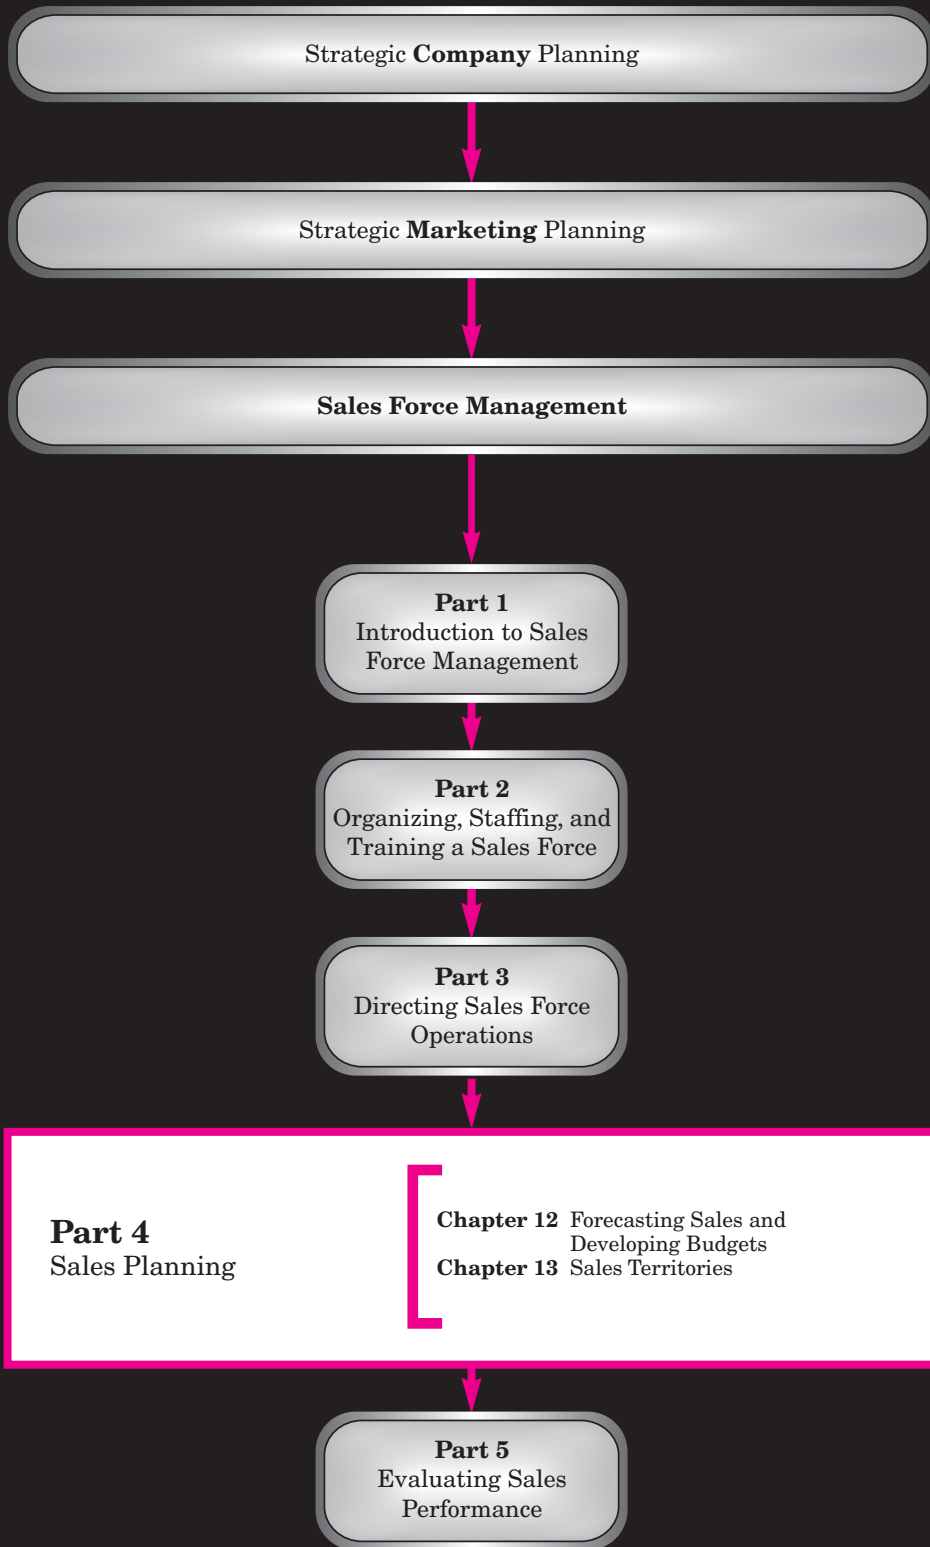 Strategic Company Planning
Strategic Marketing Planning
Sales Force Management
Part 1
Introduction to Sales
Force Management
Part 2
Organizing, Staffing, and
Training a Sales Force
Part 3
Directing Sales Force
Operations
Part 4
Sales Planning
Chapter 12 Forecasting Sales and
Developing Budgets
Chapter 13 Sales Territories
Part 5
Evaluating Sales
Performance